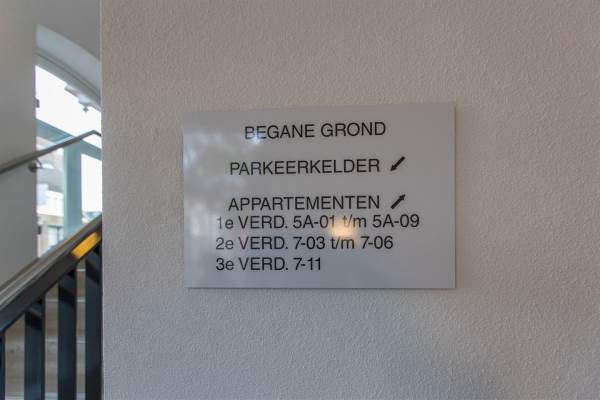 BEGANE GROND
PARKEERKELDER ↙
APPARTEMENTEN ↗
1e VERD. 5A-01 t/m 5A-09
2e VERD. 7-03 t/m 7-06
3e VERD. 7-11